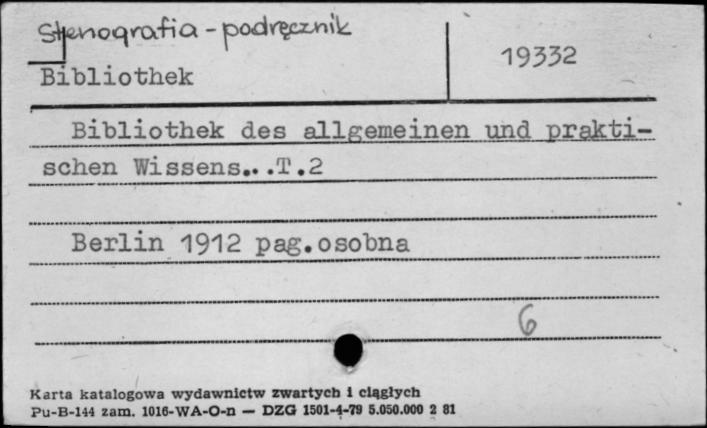 Stenografia - podręcznik
19332
Bibliothek
Bibliothek des allgemeinen und prakti-
schen Wissens...T.2
Berlin 1912 pag.osobna
6
Karta katalogowa wydawnictw zwartych i ciągłych
Pu-B-144 zam. 1016-WA-O-n — DZG 1501-4-79 5.050.000 2 81